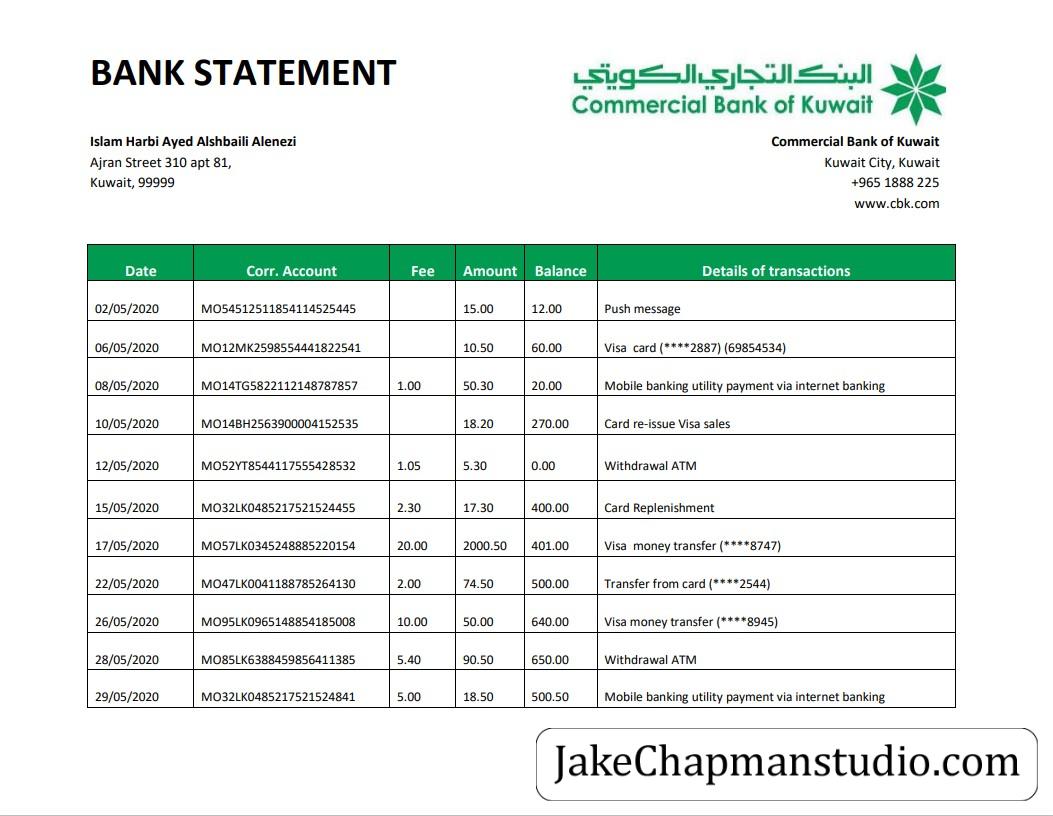 BANK STATEMENT
البنك التجاري الكويتي
Commercial Bank of Kuwait
Islam Harbi Ayed Alshbaili Alenezi
Ajran Street 310 apt 81,
Kuwait, 99999
Commercial Bank of Kuwait
Kuwait City, Kuwait
+965 1888 225
www.cbk.com
Date Corr. Account Fee Amount Balance Details of transactions
02/05/2020 MO54512511854114525445 15.00 12.00 Push message
06/05/2020 MO12MK2598554441822541 10.50 60.00 Visa card (****2887) (69854534)
08/05/2020 MO14TG5822112148787857 1.00 50.30 20.00 Mobile banking utility payment via internet banking
10/05/2020 MO14BH2563900004152535 18.20 270.00 Card re-issue Visa sales
12/05/2020 MO52YT8544117555428532 1.05 5.30 0.00 Withdrawal ATM
15/05/2020 MO32LK0485217521524455 2.30 17.30 400.00 Card Replenishment
17/05/2020 MO57LK0345248885220154 20.00 2000.50 401.00 Visa money transfer (****8747)
22/05/2020 MO47LK0041188785264130 2.00 74.50 500.00 Transfer from card (****2544)
26/05/2020 MO95LK0965148854185008 10.00 50.00 640.00 Visa money transfer (****8945)
28/05/2020 MO85LK6388459856411385 5.40 90.50 650.00 Withdrawal ATM
29/05/2020 MO32LK0485217521524841 5.00 18.50 500.50 Mobile banking utility payment via internet banking
JakeChapmanstudio.com